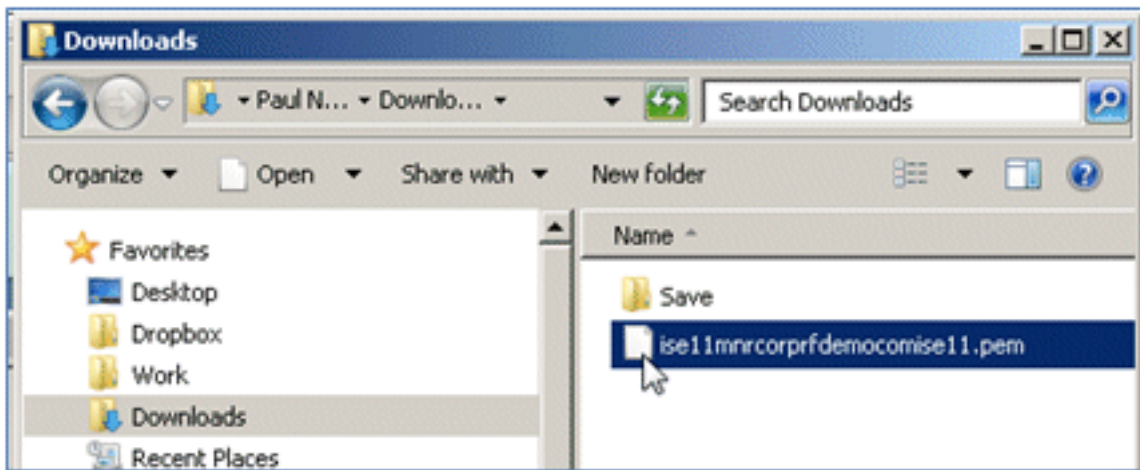 Downloads
Paul N... Downlo...
Search Downloads
Organize Open Share with New folder
Favorites
Desktop
Dropbox
Work
Downloads
Recent Places
Name
Save
ise11mnrcorprfdemocomise11.pem